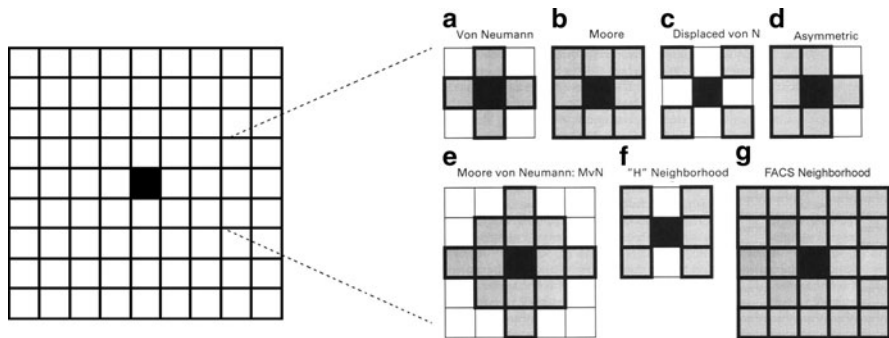 a b c d
Von Neumann Moore Displaced von N Asymmetric
e f g
Moore von Neumann: MvN "H" Neighborhood FACS Neighborhood